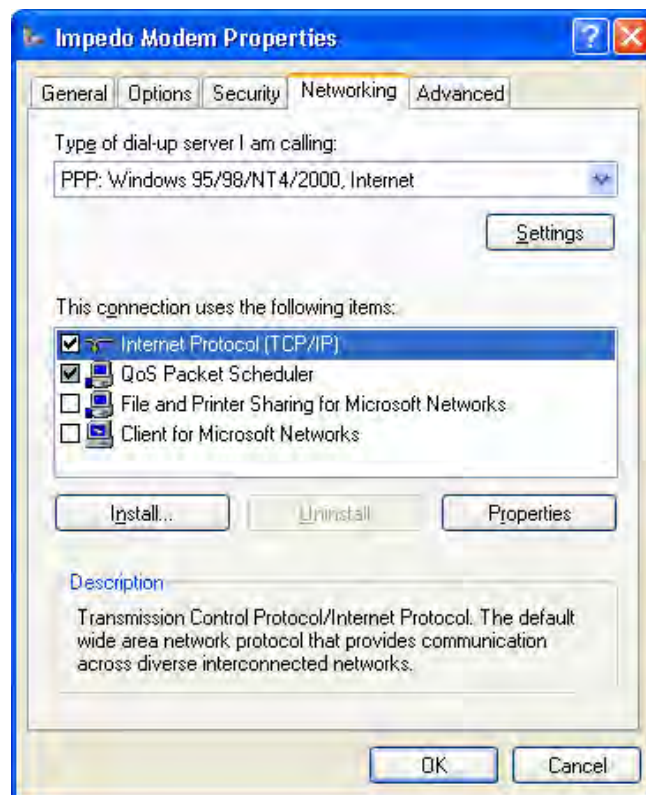 Impedo Modem Properties
General Options Security Networking Advanced
Type of dial-up server I am calling:
PPP: Windows 95/98/NT4/2000, Internet
Settings
This connection uses the following items:
Internet Protocol (TCP/IP)
QoS Packet Scheduler
File and Printer Sharing for Microsoft Networks
Client for Microsoft Networks
Install... Uninstall Properties
Description
Transmission Control Protocol/Internet Protocol. The default
wide area network protocol that provides communication
across diverse interconnected networks.
OK Cancel